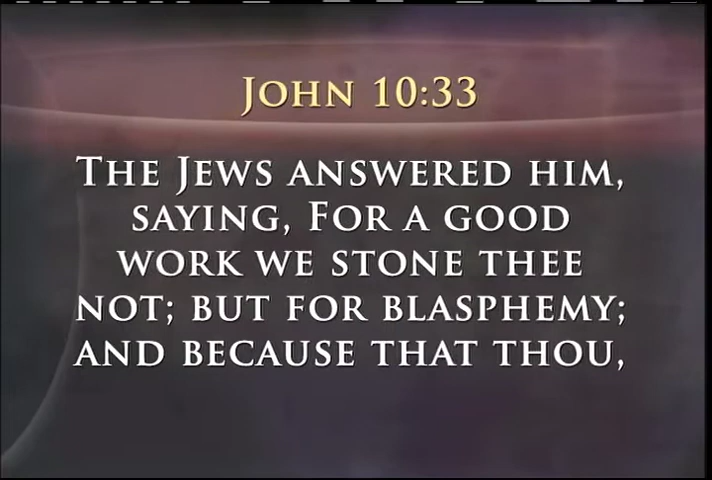 John 10:33
The Jews answered him,
saying, For a good
work we stone thee
not; but for blasphemy;
and because that thou,